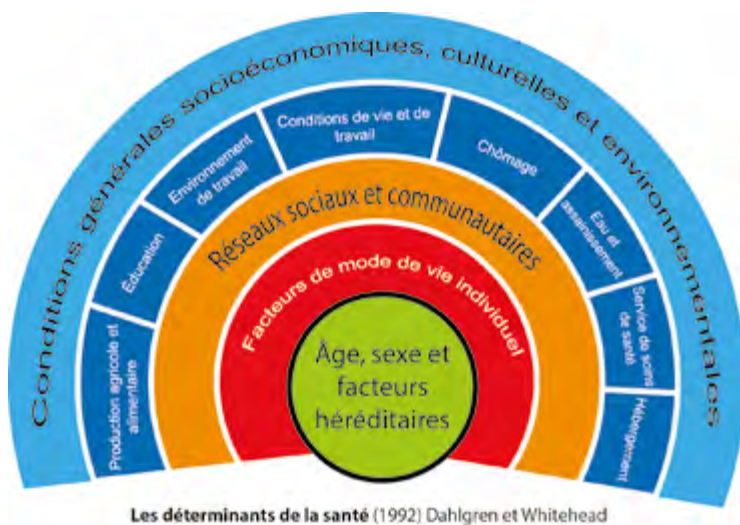 Conditions générales socioéconomiques, culturelles et environnementales
Production agricole et
alimentaire
Éducation
Environnement
de travail
Conditions de vie et de
travail
Chômage
Eau et
assainissement
Service de soins
de santé
Hébergement
Réseaux sociaux et communautaires
Facteurs de mode de vie individuel
Âge, sexe et
facteurs
héréditaires
Les déterminants de la santé (1992) Dahlgren et Whitehead